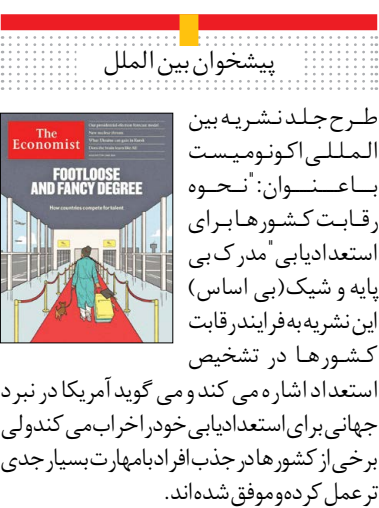 پیشخوان بین الملل
طرح جلد نشریه بین
المللی اکونومیست
با عنوان: "نحوه
رقابت کشورها برای
استعدادیابی" مدرک بی
پایه و شیک (بی اساس)
این نشریه به فرایند رقابت
کشورها در تشخیص
استعداد اشاره می کند و می گوید آمریکا در نبرد
جهانی برای استعدادیابی خود را خراب می کند ولی
برخی از کشورها در جذب افراد با مهارت بسیار جدی
تر عمل کرده و موفق شده‌اند.
The
Economist
FOOTLOOSE
AND FANCY DEGREE
How countries compete for talent